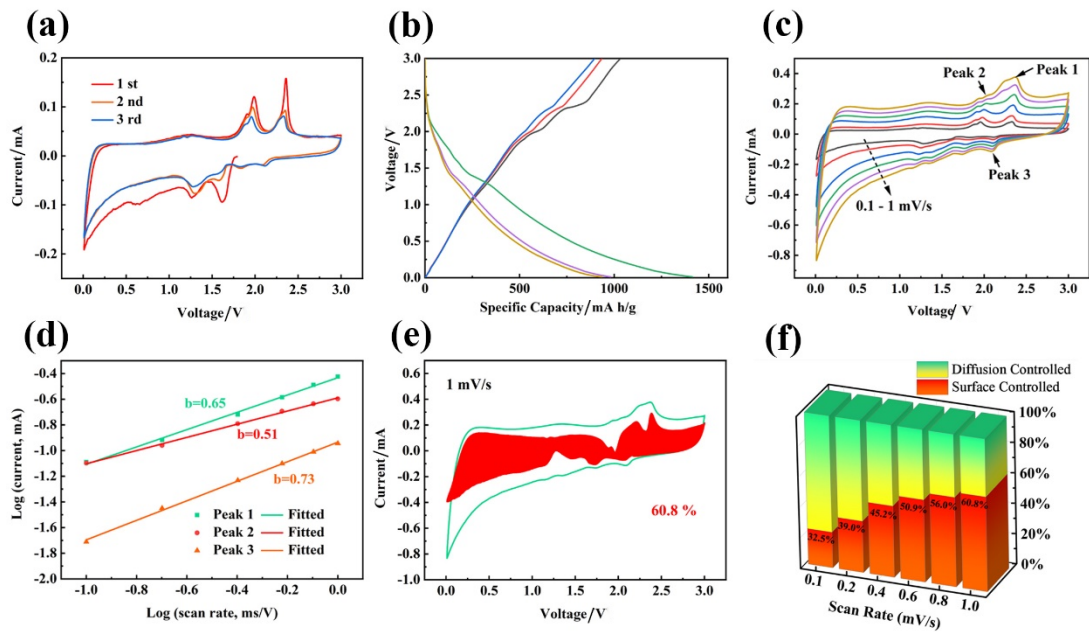 (a)
0.2
0.1
0.0
-0.1
-0.2
Current/mA
1 st
2 nd
3 rd
0.0 0.5 1.0 1.5 2.0 2.5 3.0
Voltage/V
(b)
3.0
2.5
2.0
1.5
1.0
0.5
0.0
Voltage/V
0 500 1000 1500
Specific Capacity/mA h/g
(c)
0.4
0.2
0.0
-0.2
-0.4
-0.6
-0.8
Current/mA
Peak 1
Peak 2
Peak 3
0.1 - 1 mV/s
0.0 0.5 1.0 1.5 2.0 2.5 3.0
Voltage/ V
(d)
-0.4
-0.6
-0.8
-1.0
-1.2
-1.4
-1.6
-1.8
-2.0
Log (current, mA)
b=0.65
b=0.51
b=0.73
Peak 1 Fitted
Peak 2 Fitted
Peak 3 Fitted
-1.0 -0.8 -0.6 -0.4 -0.2 0.0
Log (scan rate, ms/V)
(e)
1.0
0.8
0.6
0.4
0.2
0.0
-0.2
-0.4
-0.6
-0.8
-1.0
Current/mA
1 mV/s
60.8 %
0.0 0.5 1.0 1.5 2.0 2.5 3.0
Voltage/V
(f)
Diffusion Controlled
Surface Controlled
100%
80%
60%
40%
20%
0%
32.5% 39.0% 45.2% 50.9% 56.0% 60.8%
0.1 0.2 0.4 0.6 0.8 1.0
Scan Rate (mV/s)